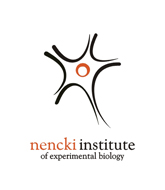 nencki institute
of experimental biology